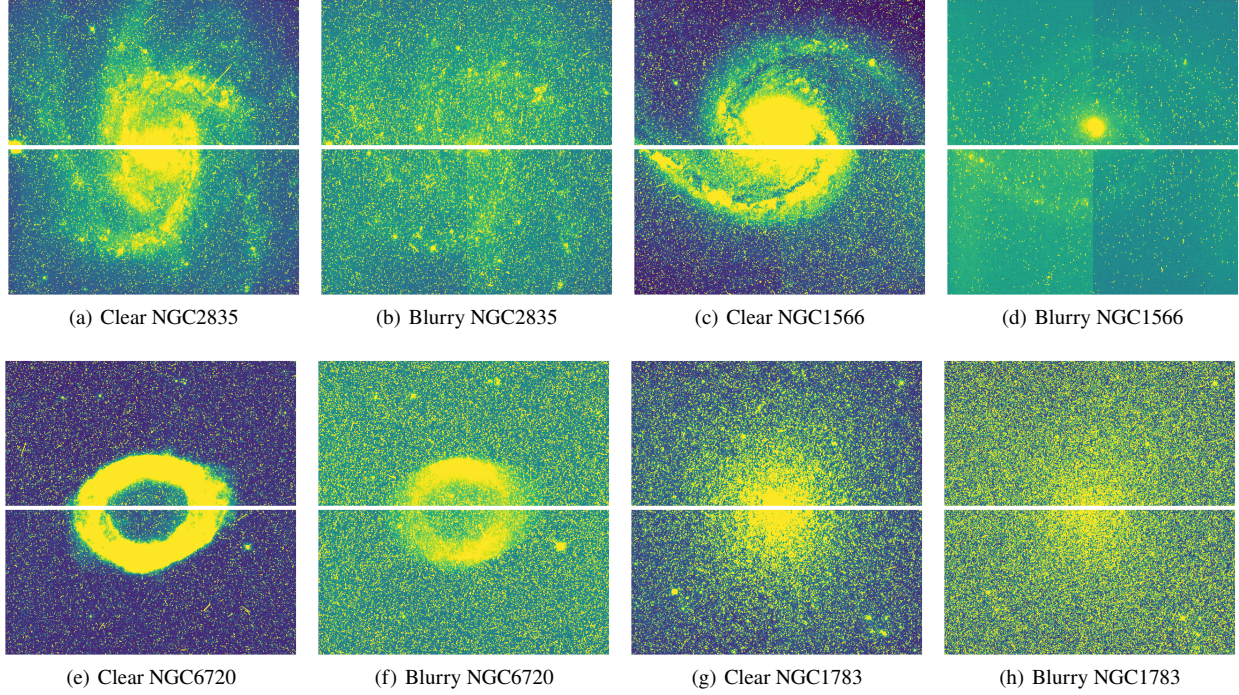 (a) Clear NGC2835
(b) Blurry NGC2835
(c) Clear NGC1566
(d) Blurry NGC1566
(e) Clear NGC6720
(f) Blurry NGC6720
(g) Clear NGC1783
(h) Blurry NGC1783